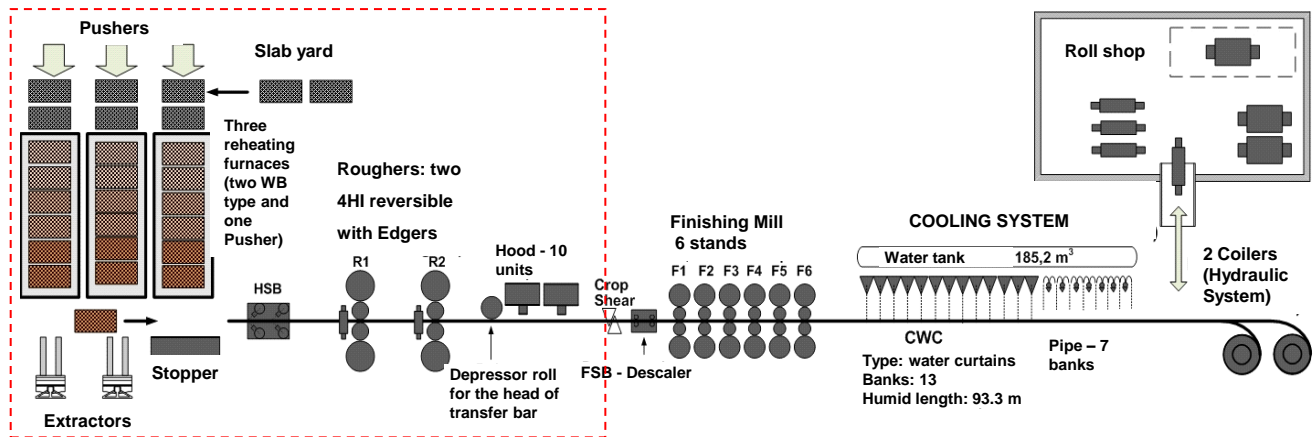 Pushers
Slab yard
Three
reheating
furnaces
(two WB
type and
one
Pusher)
Roughers: two
4HI reversible
with Edgers
R1
R2
Hood - 10
units
HSB
Stopper
Extractors
Depressor roll
for the head of
transfer bar
Crop
Shear
FSB - Descaler
Finishing Mill
6 stands
F1 F2 F3 F4 F5 F6
COOLING SYSTEM
Water tank 185,2 m³
CWC
Type: water curtains
Banks: 13
Humid length: 93.3 m
Pipe – 7
banks
Roll shop
2 Coilers
(Hydraulic
System)